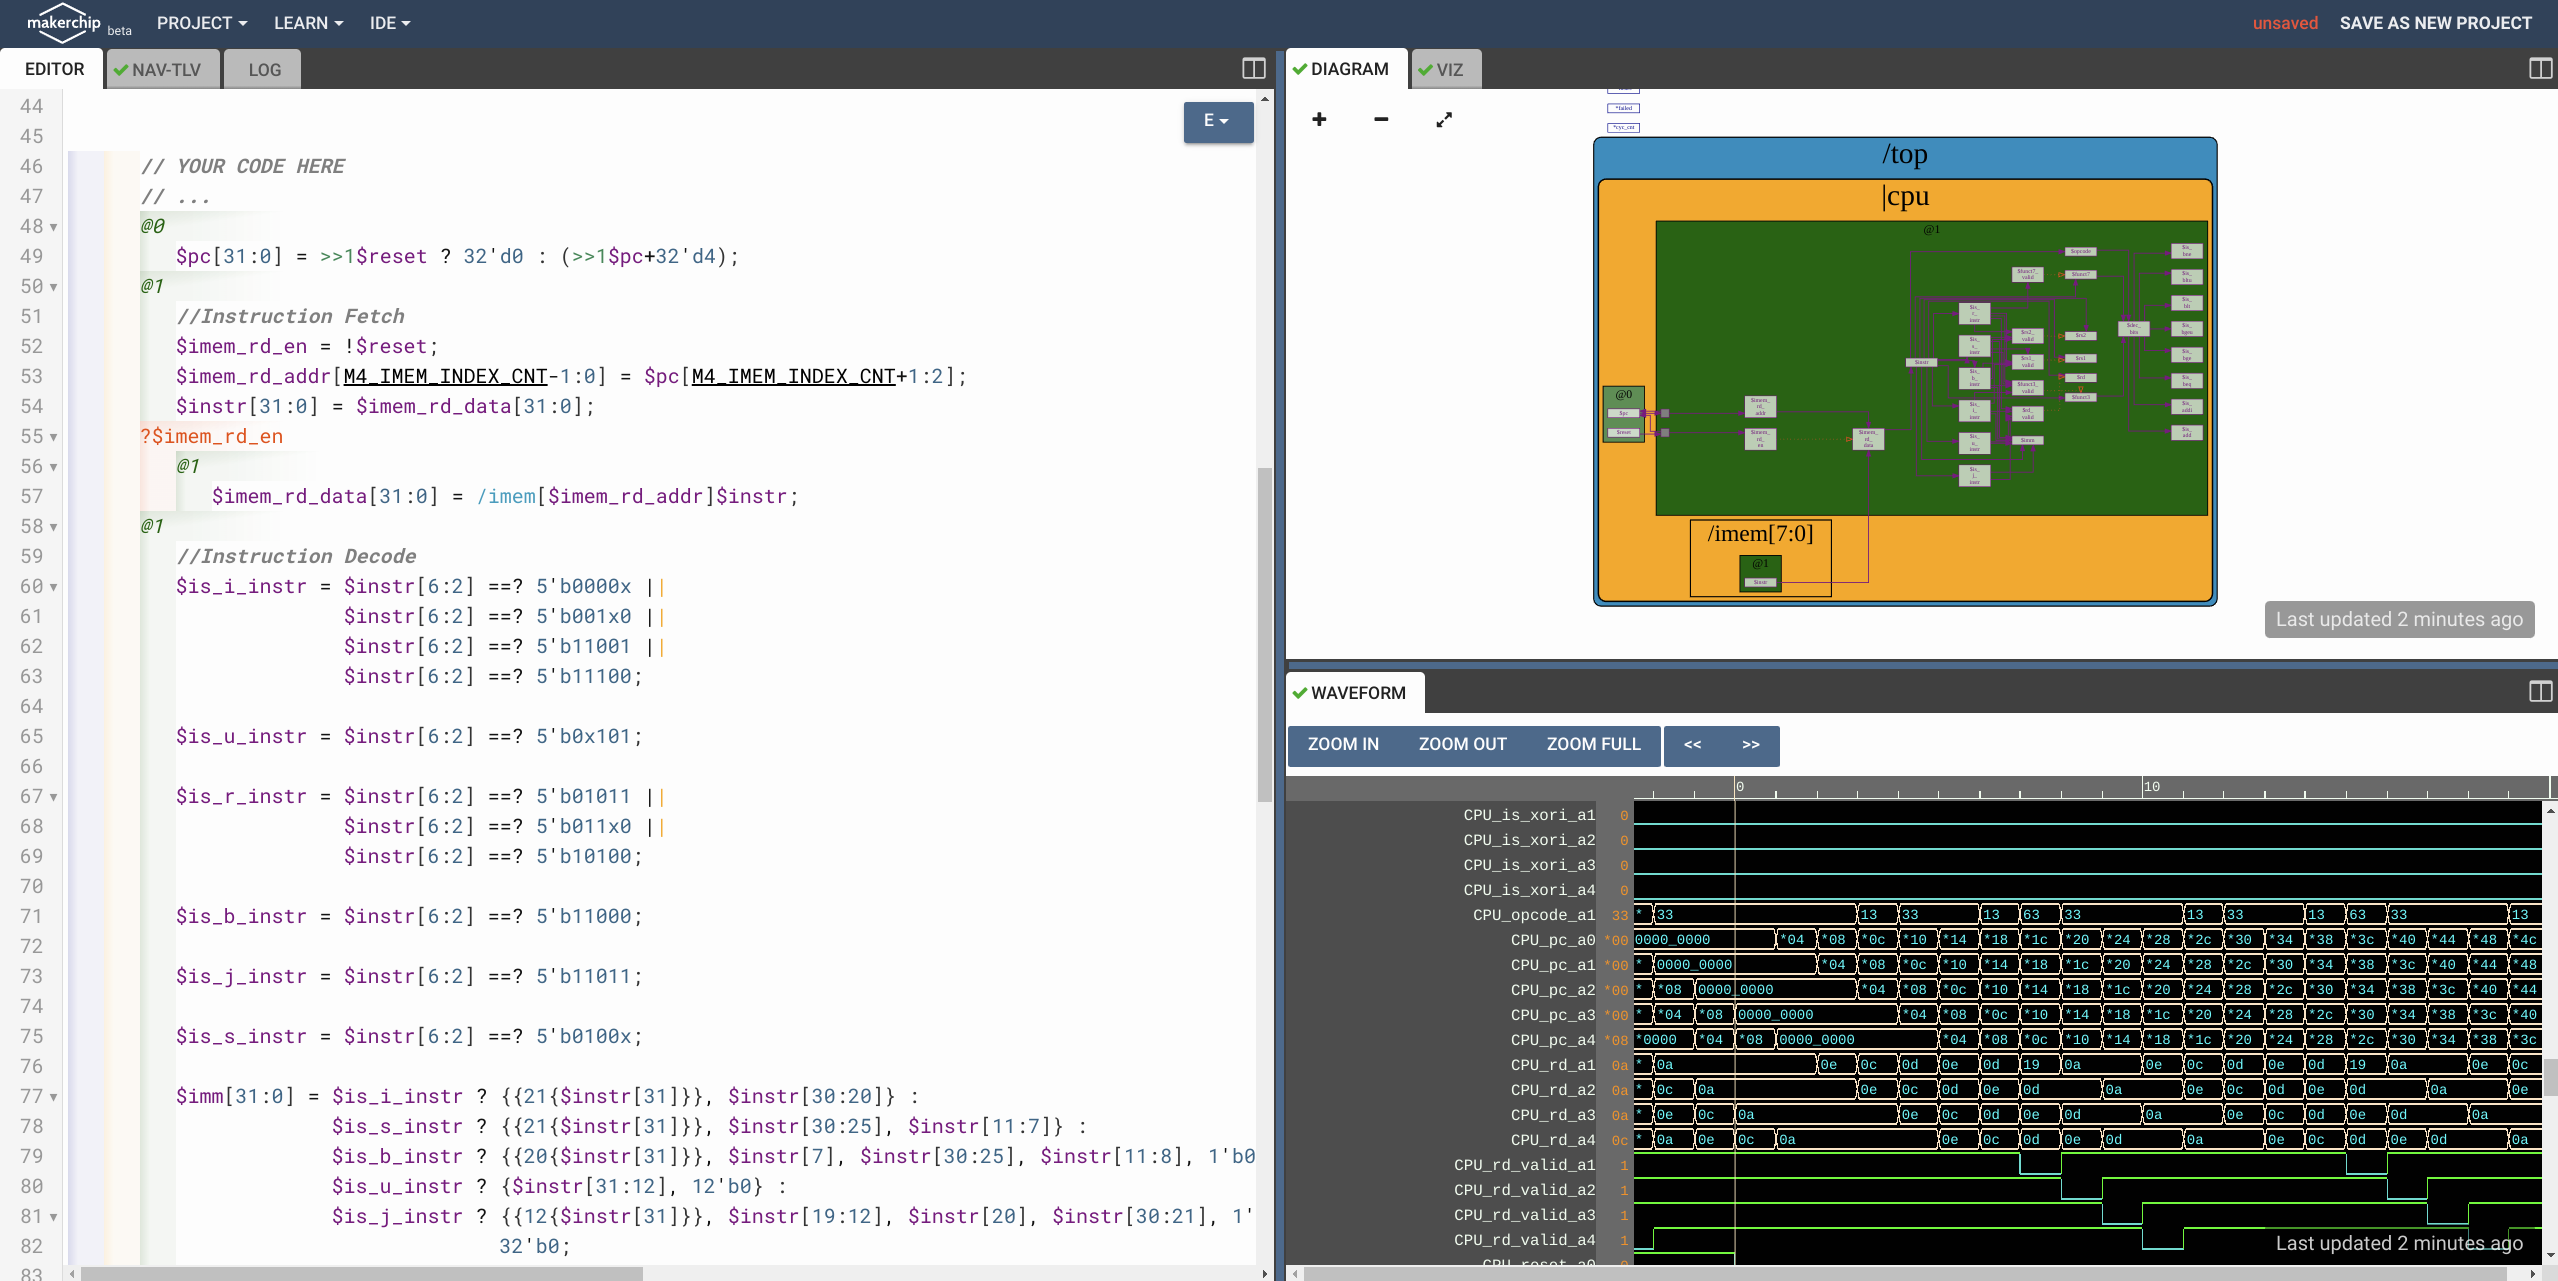 makerchip beta PROJECT LEARN IDE unsaved SAVE AS NEW PROJECT
EDITOR NAV-TLV LOG
E
44
45
46 // YOUR CODE HERE
47 // ...
48 @0
49 $pc[31:0] = >>1$reset ? 32'd0 : (>>1$pc+32'd4);
50 @1
51 //Instruction Fetch
52 $imem_rd_en = !$reset;
53 $imem_rd_addr[M4_IMEM_INDEX_CNT-1:0] = $pc[M4_IMEM_INDEX_CNT+1:2];
54 $instr[31:0] = $imem_rd_data[31:0];
55 ?$imem_rd_en
56 @1
57 $imem_rd_data[31:0] = /imem[$imem_rd_addr]$instr;
58 @1
59 //Instruction Decode
60 $is_i_instr = $instr[6:2] ==? 5'b0000x ||
61 $instr[6:2] ==? 5'b001x0 ||
62 $instr[6:2] ==? 5'b11001 ||
63 $instr[6:2] ==? 5'b11100;
64
65 $is_u_instr = $instr[6:2] ==? 5'b0x101;
66
67 $is_r_instr = $instr[6:2] ==? 5'b01011 ||
68 $instr[6:2] ==? 5'b011x0 ||
69 $instr[6:2] ==? 5'b10100;
70
71 $is_b_instr = $instr[6:2] ==? 5'b11000;
72
73 $is_j_instr = $instr[6:2] ==? 5'b11011;
74
75 $is_s_instr = $instr[6:2] ==? 5'b0100x;
76
77 $imm[31:0] = $is_i_instr ? {{21{$instr[31]}}, $instr[30:20]} :
78 $is_s_instr ? {{21{$instr[31]}}, $instr[30:25], $instr[11:7]} :
79 $is_b_instr ? {{20{$instr[31]}}, $instr[7], $instr[30:25], $instr[11:8], 1'b0
80 $is_u_instr ? {$instr[31:12], 12'b0} :
81 $is_j_instr ? {{12{$instr[31]}}, $instr[19:12], $instr[20], $instr[30:21], 1'
82 32'b0;
83
DIAGRAM VIZ
*failed
*cyc_cnt
/top
|cpu
@1
@0
$pc
$reset
$imem_rd_addr
$imem_rd_en
$imem_rd_data
$instr
$opcode
/imem[7:0]
@1
$instr
Last updated 2 minutes ago
WAVEFORM
ZOOM IN ZOOM OUT ZOOM FULL << >>
0 10
CPU_is_xori_a1 0
CPU_is_xori_a2 0
CPU_is_xori_a3 0
CPU_is_xori_a4 0
CPU_opcode_a1 33 * 33 13 33 13 63 33 13 33 13 63 33 13
CPU_pc_a0 *00 0000_0000 *04 *08 *0c *10 *14 *18 *1c *20 *24 *28 *2c *30 *34 *38 *3c *40 *44 *48 *4c
CPU_pc_a1 *00 * 0000_0000 *04 *08 *0c *10 *14 *18 *1c *20 *24 *28 *2c *30 *34 *38 *3c *40 *44 *48
CPU_pc_a2 *00 * *08 0000_0000 *04 *08 *0c *10 *14 *18 *1c *20 *24 *28 *2c *30 *34 *38 *3c *40 *44
CPU_pc_a3 *00 * *04 *08 0000_0000 *04 *08 *0c *10 *14 *18 *1c *20 *24 *28 *2c *30 *34 *38 *3c *40
CPU_pc_a4 *08 *0000 *04 *08 0000_0000 *04 *08 *0c *10 *14 *18 *1c *20 *24 *28 *2c *30 *34 *38 *3c
CPU_rd_a1 0a * 0a 0e 0c 0d 0e 0d 19 0a 0e 0c 0d 0e 0d 19 0a 0e 0c
CPU_rd_a2 0a * 0c 0a 0e 0c 0d 0e 0d 0a 0e 0c 0d 0e 0d 0a 0e
CPU_rd_a3 0a * 0e 0c 0a 0e 0c 0d 0e 0d 0a 0e 0c 0d 0e 0d 0a
CPU_rd_a4 0c * 0a 0e 0c 0a 0e 0c 0d 0e 0d 0a 0e 0c 0d 0e 0d 0a
CPU_rd_valid_a1 1
CPU_rd_valid_a2 1
CPU_rd_valid_a3 1
CPU_rd_valid_a4 1
CPU_reset_a0 0
Last updated 2 minutes ago